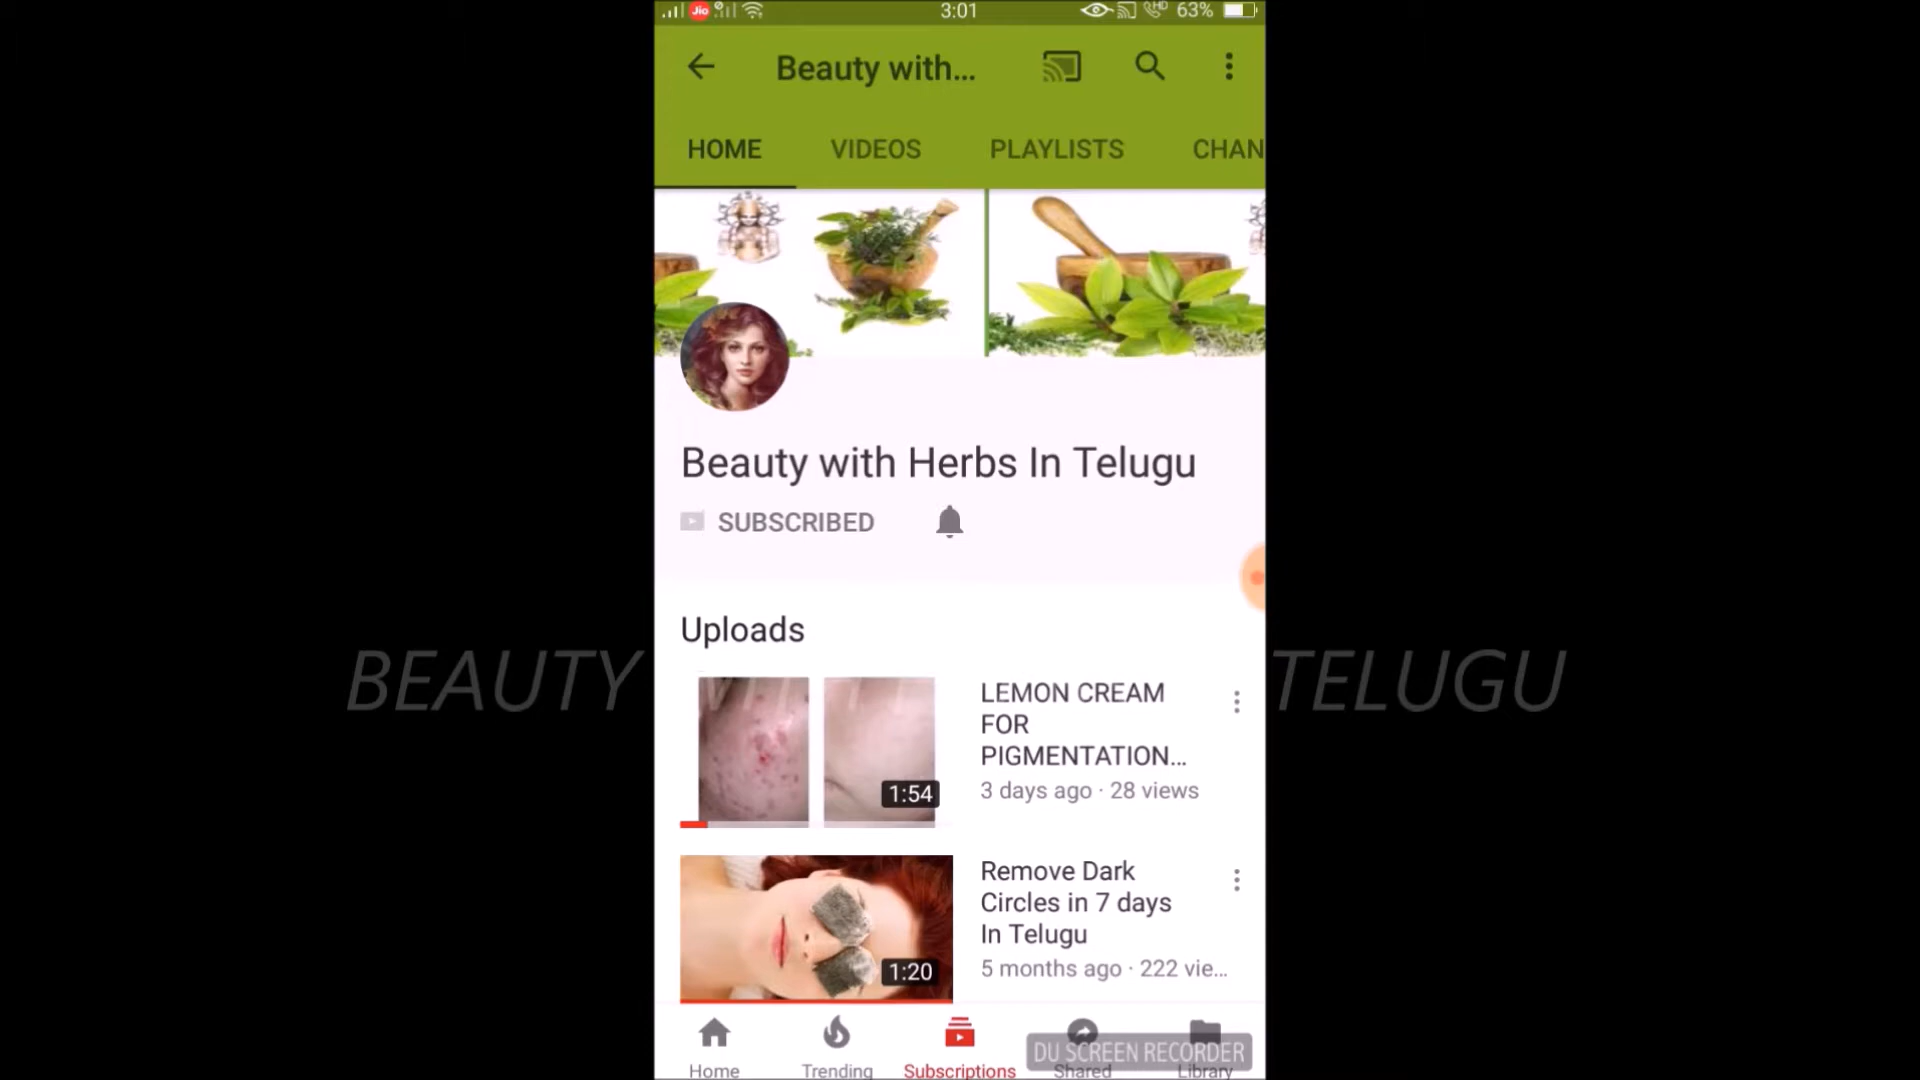 Jio 3:01 HD 63%
Beauty with...
HOME VIDEOS PLAYLISTS CHAN
Beauty with Herbs In Telugu
SUBSCRIBED
Uploads
BEAUTY TELUGU
LEMON CREAM
FOR
PIGMENTATION...
3 days ago · 28 views
1:54
Remove Dark
Circles in 7 days
In Telugu
5 months ago · 222 vie...
1:20
DU SCREEN RECORDER
Home Trending Subscriptions Shared Library